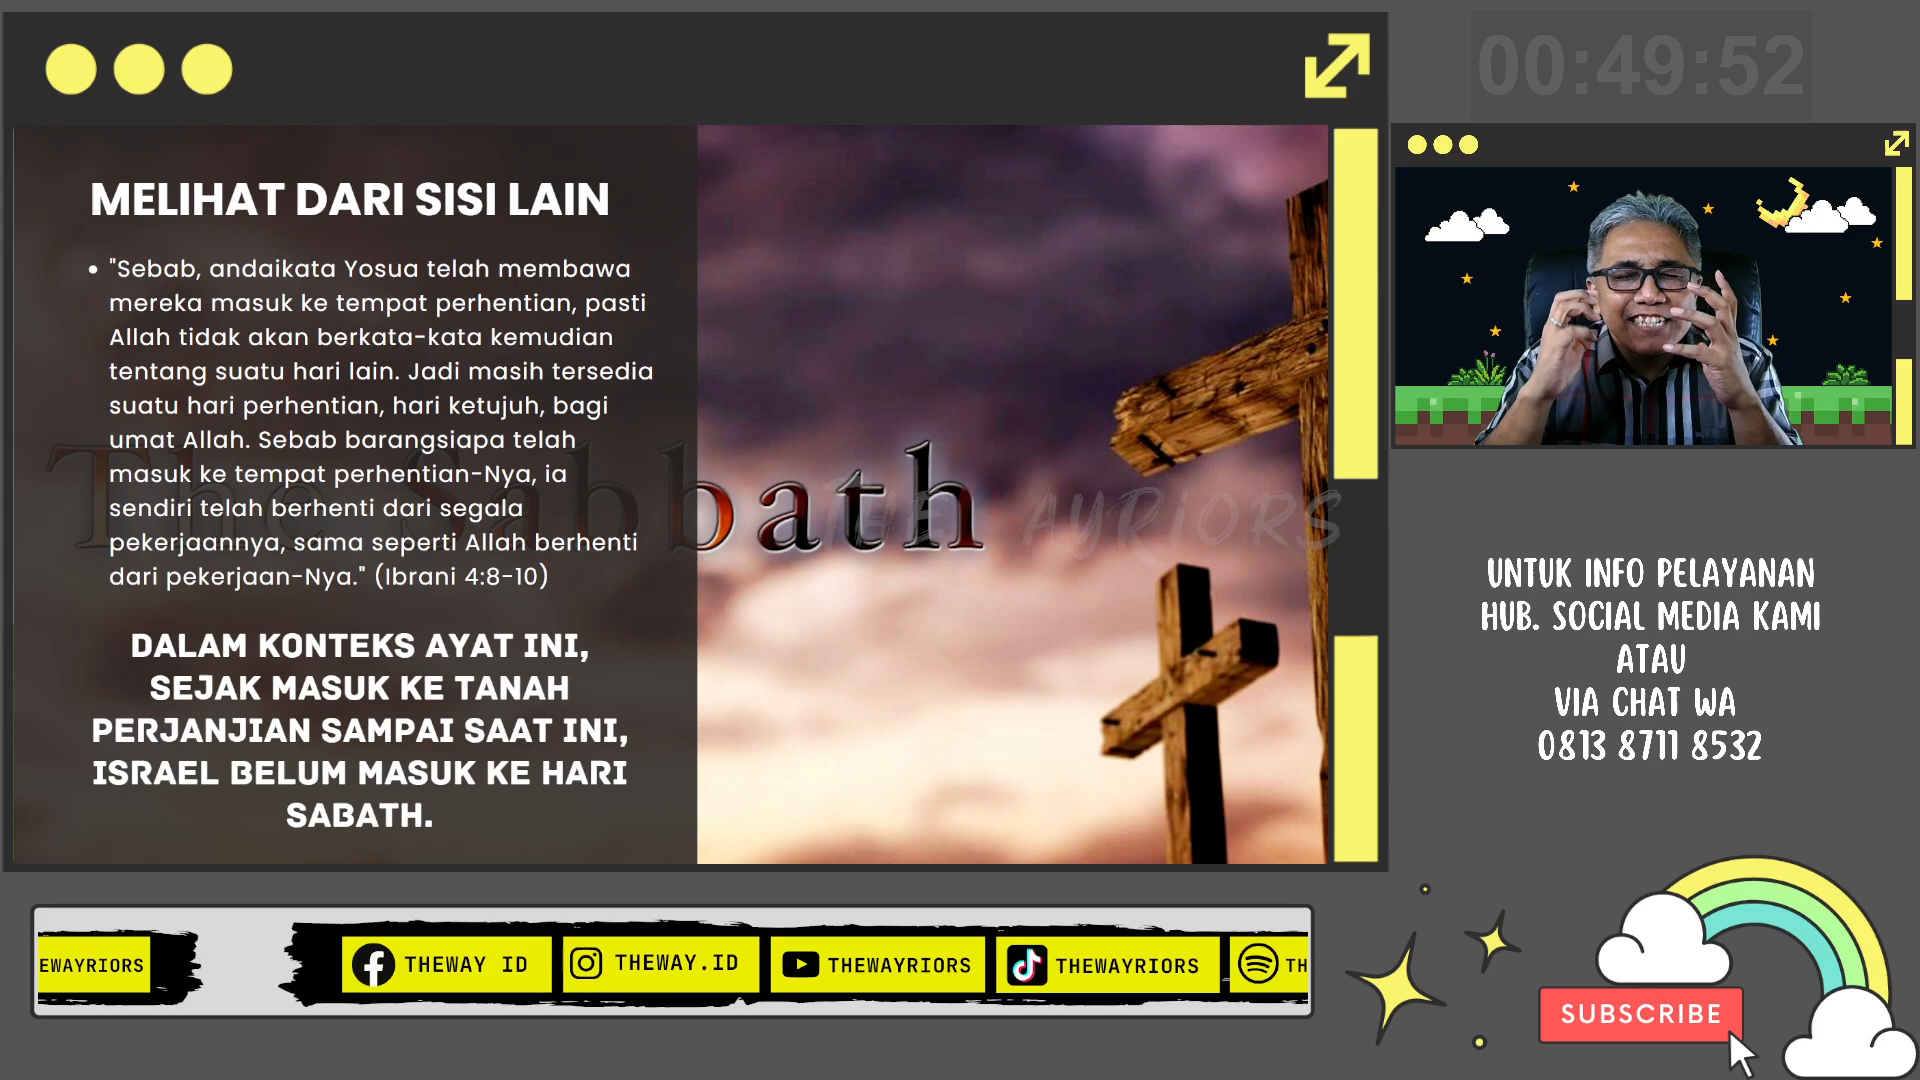 00:49:52
MELIHAT DARI SISI LAIN
• "Sebab, andaikata Yosua telah membawa
mereka masuk ke tempat perhentian, pasti
Allah tidak akan berkata-kata kemudian
tentang suatu hari lain. Jadi masih tersedia
suatu hari perhentian, hari ketujuh, bagi
umat Allah. Sebab barangsiapa telah
masuk ke tempat perhentian-Nya, ia
sendiri telah berhenti dari segala
pekerjaannya, sama seperti Allah berhenti
dari pekerjaan-Nya." (Ibrani 4:8-10)
The Sabbath
DALAM KONTEKS AYAT INI,
SEJAK MASUK KE TANAH
PERJANJIAN SAMPAI SAAT INI,
ISRAEL BELUM MASUK KE HARI
SABATH.
UNTUK INFO PELAYANAN
HUB. SOCIAL MEDIA KAMI
ATAU
VIA CHAT WA
0813 8711 8532
EWAYRIORS
THEWAY ID
THEWAY.ID
THEWAYRIORS
THEWAYRIORS
TH
SUBSCRIBE